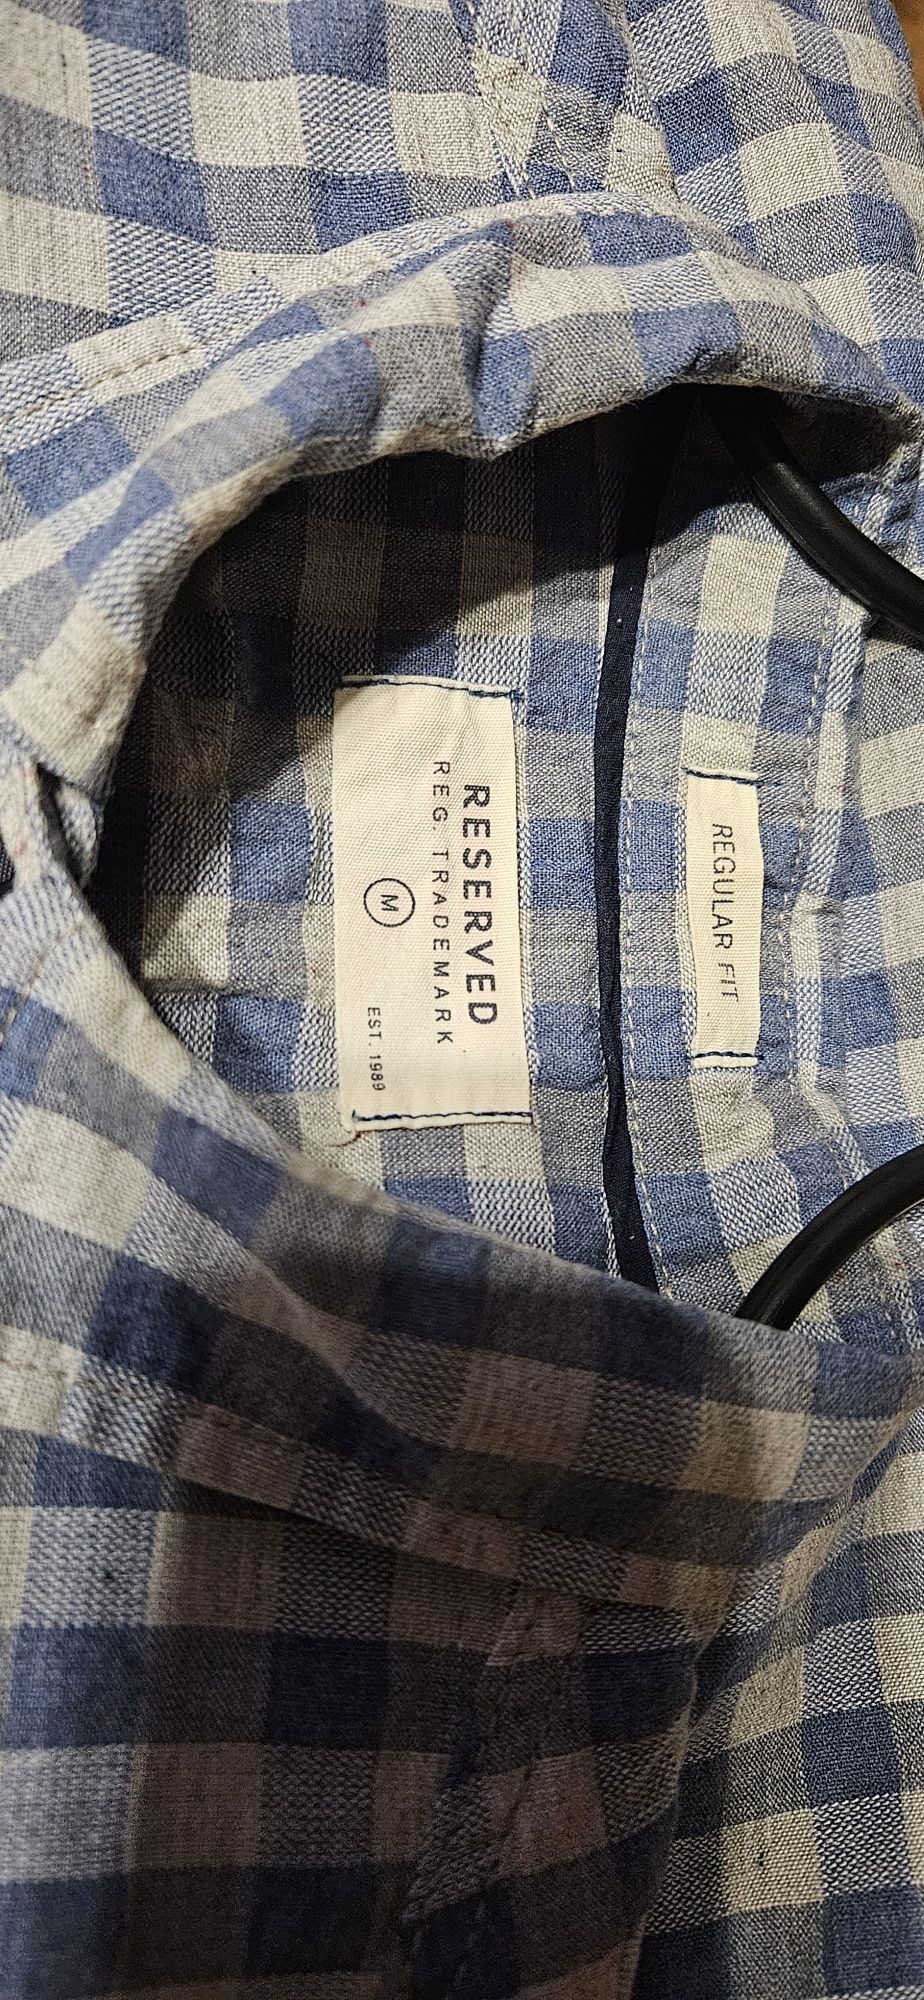 RESERVED
REG. TRADEMARK
M
EST. 1989
REGULAR FIT